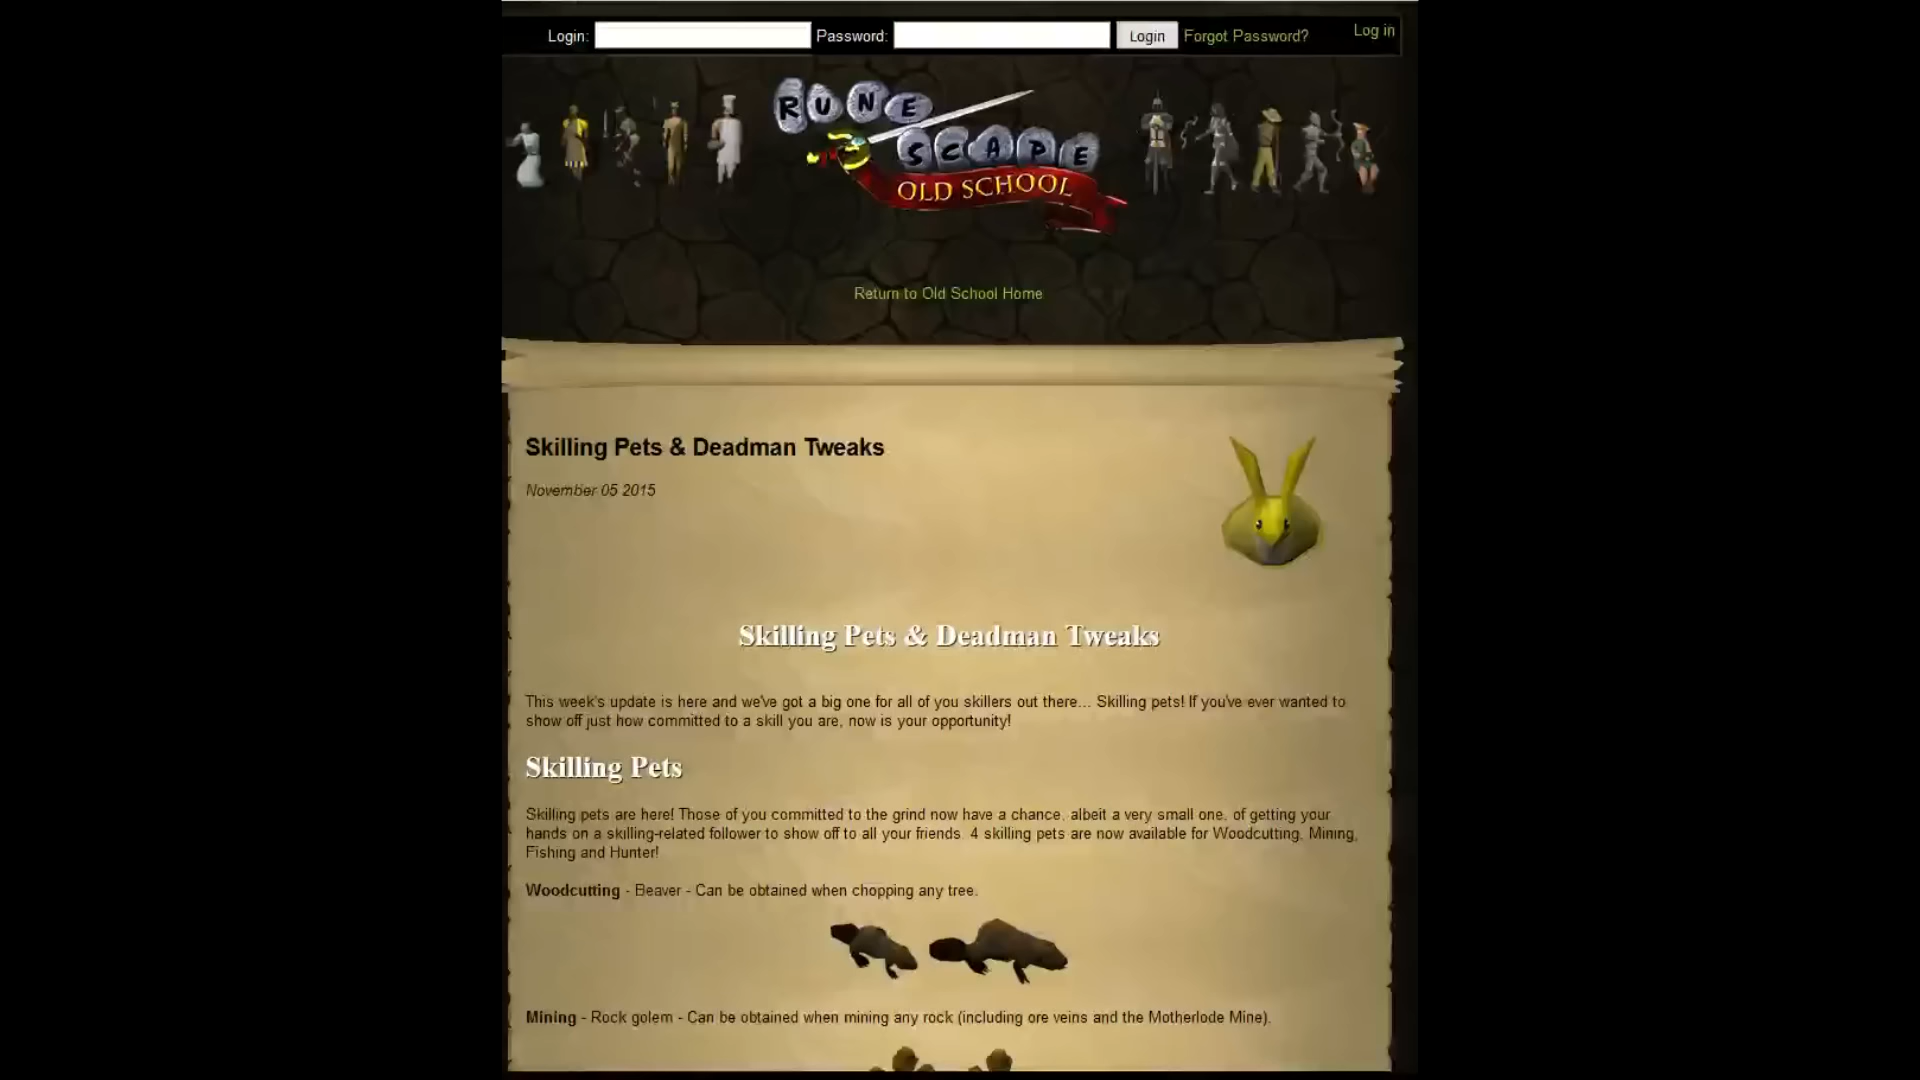 Login: Password: Login Forgot Password? Log in
RUNE
SCAPE
OLD SCHOOL
Return to Old School Home
Skilling Pets & Deadman Tweaks
November 05 2015
Skilling Pets & Deadman Tweaks
This week's update is here and we've got a big one for all of you skillers out there... Skilling pets! If you've ever wanted to
show off just how committed to a skill you are, now is your opportunity!
Skilling Pets
Skilling pets are here! Those of you committed to the grind now have a chance, albeit a very small one, of getting your
hands on a skilling-related follower to show off to all your friends. 4 skilling pets are now available for Woodcutting, Mining,
Fishing and Hunter!
Woodcutting - Beaver - Can be obtained when chopping any tree.
Mining - Rock golem - Can be obtained when mining any rock (including ore veins and the Motherlode Mine).